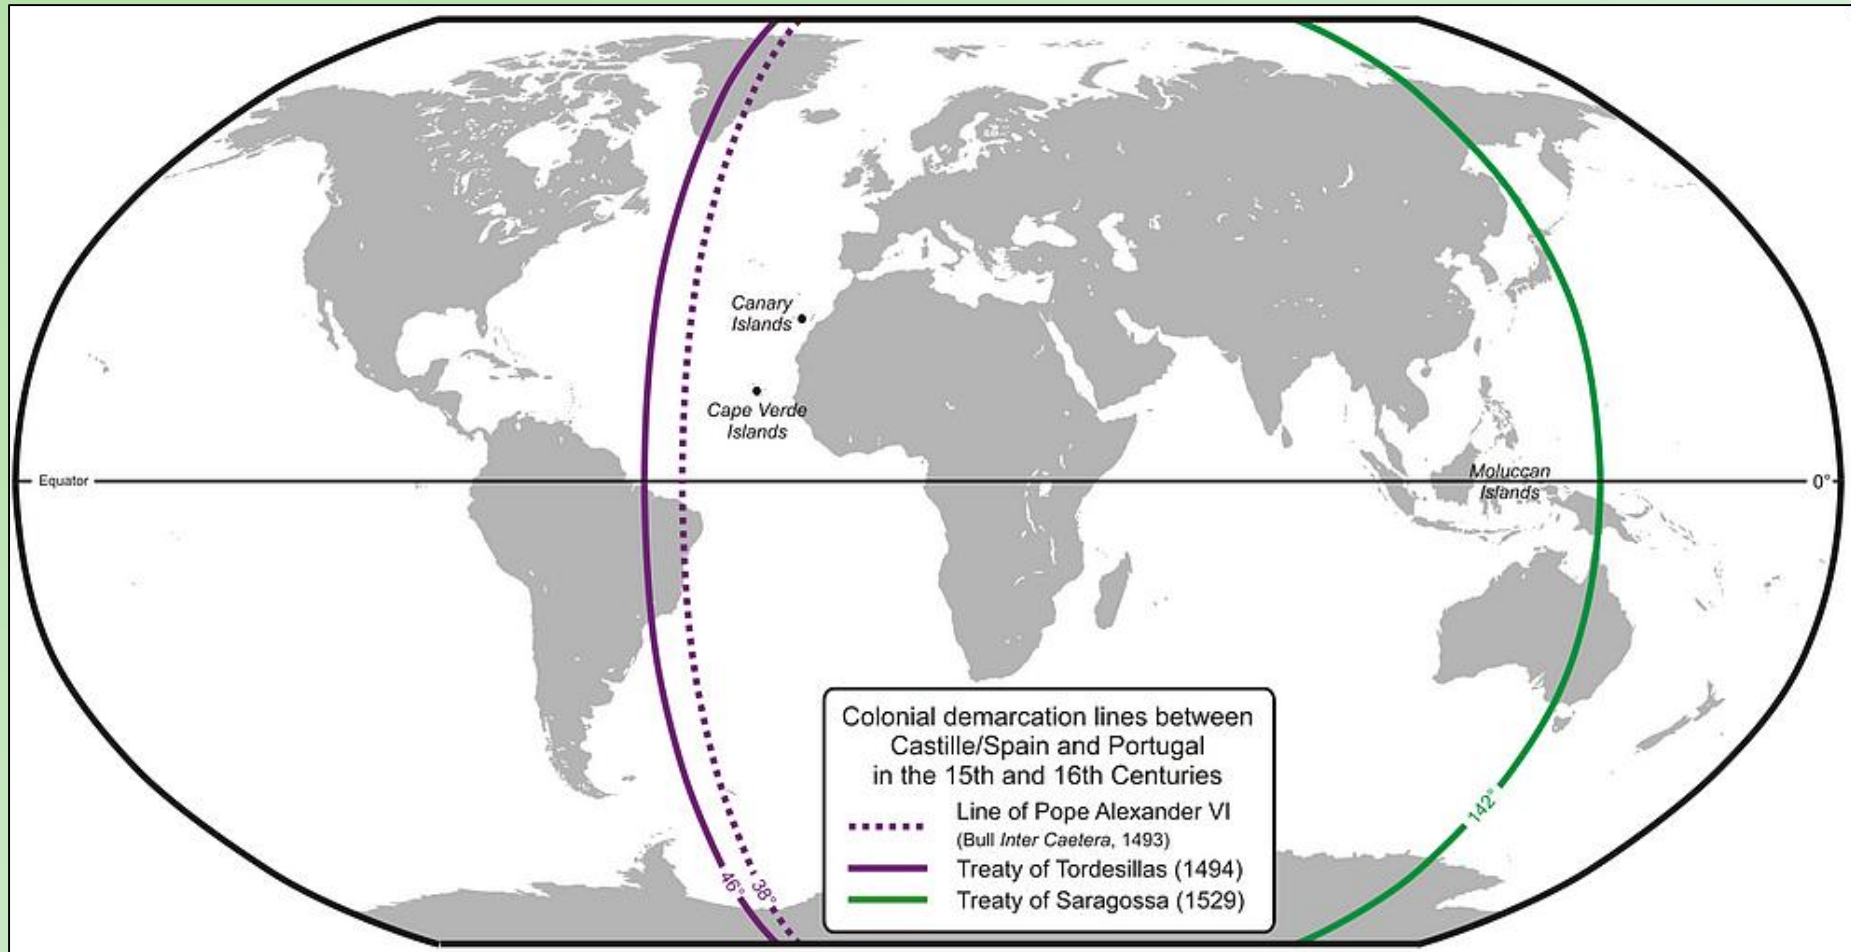 Canary
Islands
Cape Verde
Islands
Equator
Moluccan
Islands
0°
Colonial demarcation lines between
Castille/Spain and Portugal
in the 15th and 16th Centuries
Line of Pope Alexander VI
(Bull Inter Caetera, 1493)
Treaty of Tordesillas (1494)
Treaty of Saragossa (1529)
142°
46°
38°